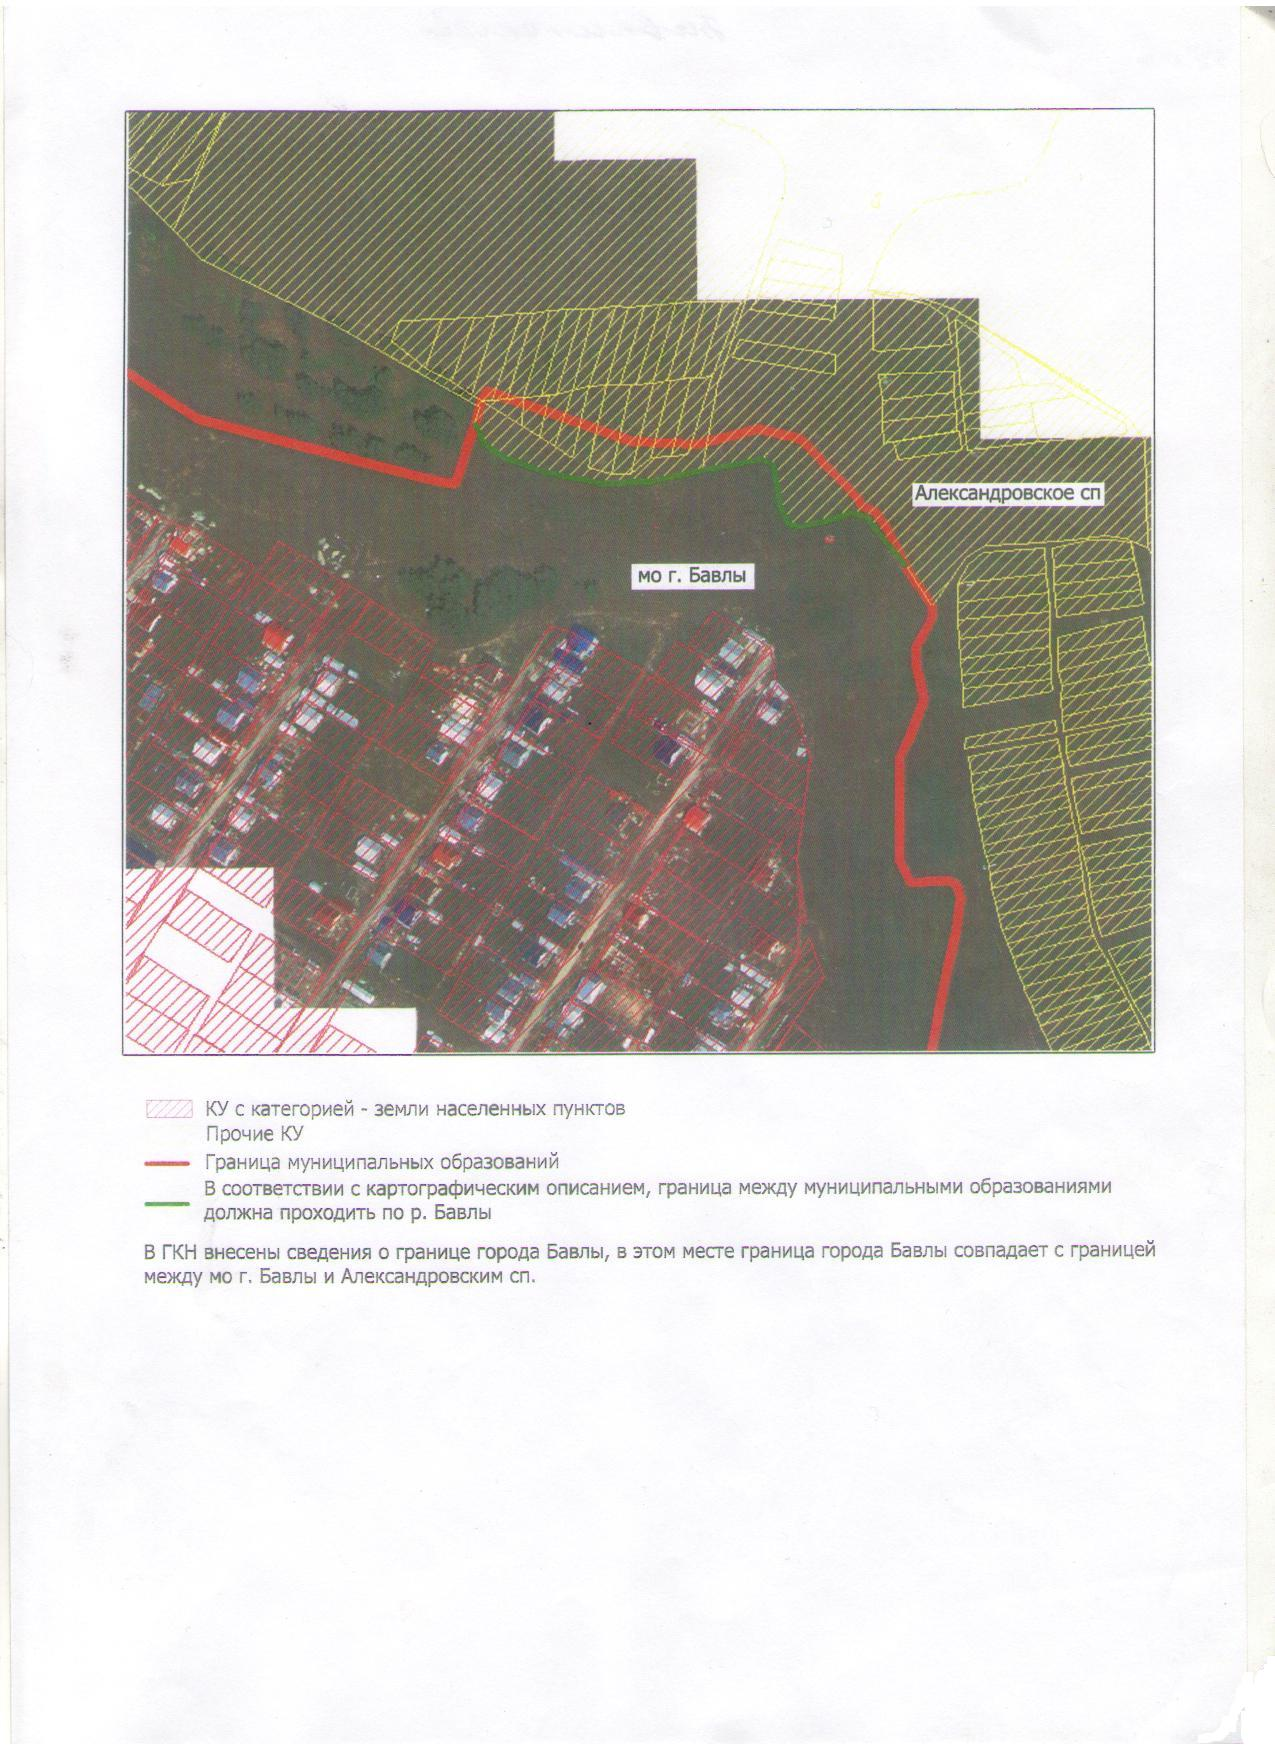 Александровское сп
мо г. Бавлы
КУ с категорией - земли населенных пунктов
Прочие КУ
Граница муниципальных образований
В соответствии с картографическим описанием, граница между муниципальными образованиями
должна проходить по р. Бавлы
В ГКН внесены сведения о границе города Бавлы, в этом месте граница города Бавлы совпадает с границей
между мо г. Бавлы и Александровским сп.